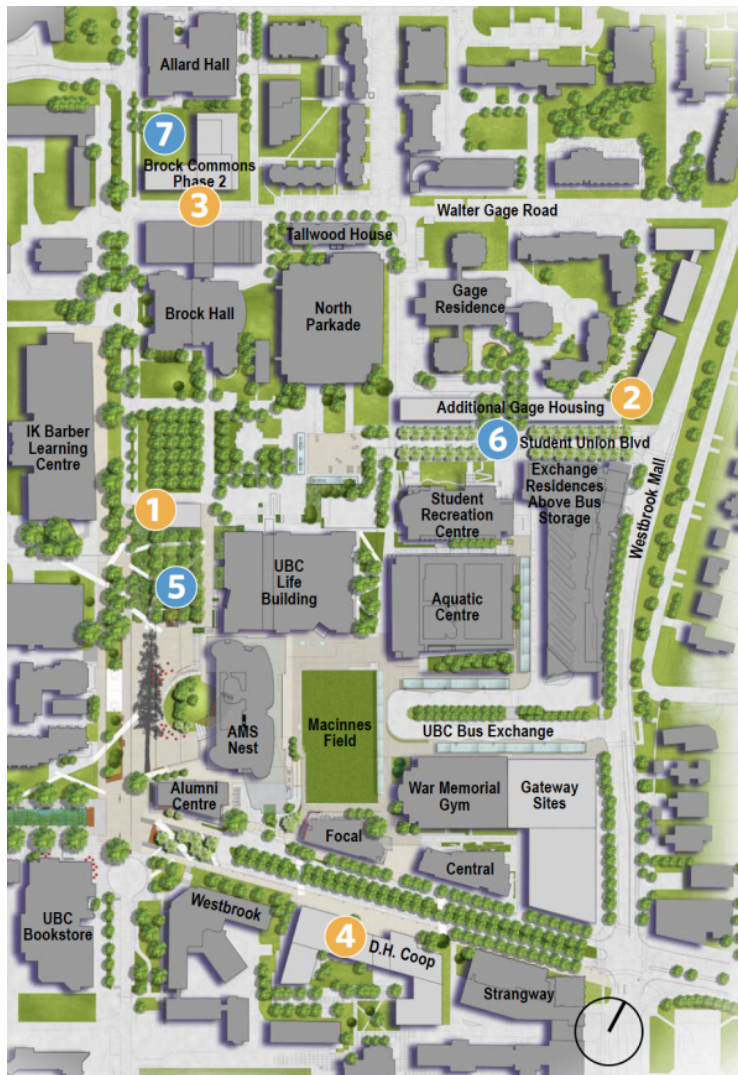 Allard Hall
7
Brock Commons
Phase 2
3
Walter Gage Road
Tallwood House
Brock Hall
North
Parkade
Gage
Residence
IK Barber
Learning
Centre
Additional Gage Housing
2
6
Student Union Blvd
Exchange
Residences
Above Bus
Storage
Westbrook Mall
1
Student
Recreation
Centre
5
UBC
Life
Building
Aquatic
Centre
AMS
Nest
Macinnes
Field
UBC Bus Exchange
Alumni
Centre
War Memorial
Gym
Gateway
Sites
Focal
Central
UBC
Bookstore
Westbrook
4
D.H. Coop
Strangway